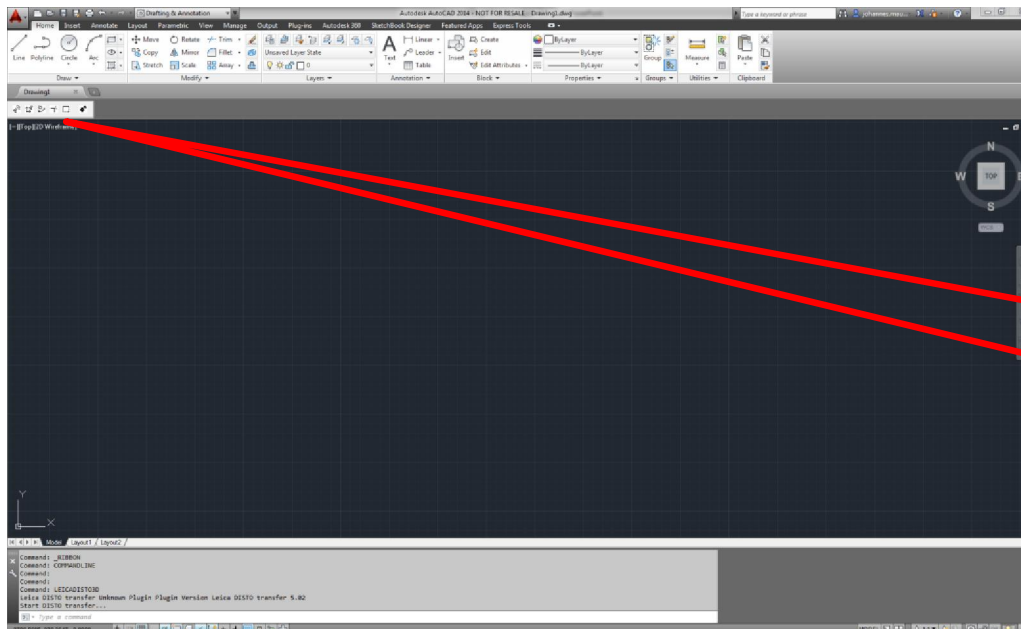 Drafting & Annotation
Autodesk AutoCAD 2014 - NOT FOR RESALE - Drawing1.dwg
Type a keyword or phrase
Home Insert Annotate Layout Parametric View Manage Output Plug-ins Autodesk 360 SketchBook Designer Featured Apps Express Tools
Move Rotate Trim Linear Create ByLayer
Copy Mirror Fillet Unsaved Layer State Leader Edit ByLayer
Line Polyline Circle Arc Text Insert Group Measure Paste
Stretch Scale Array 0 Table Edit Attributes ByLayer
Draw Modify Layers Annotation Block Properties Groups Utilities Clipboard
Drawing1
[-][Top][2D Wireframe]
N
W TOP
S
Y
X
Model Layout1 Layout2
Command: _RIBBON
Command: COMMANDLINE
Command:
Command:
Command: LEICADISTO3D
Leica DISTO transfer Unknown Plugin Plugin Version Leica DISTO transfer 5.02
Start DISTO transfer...
Type a command